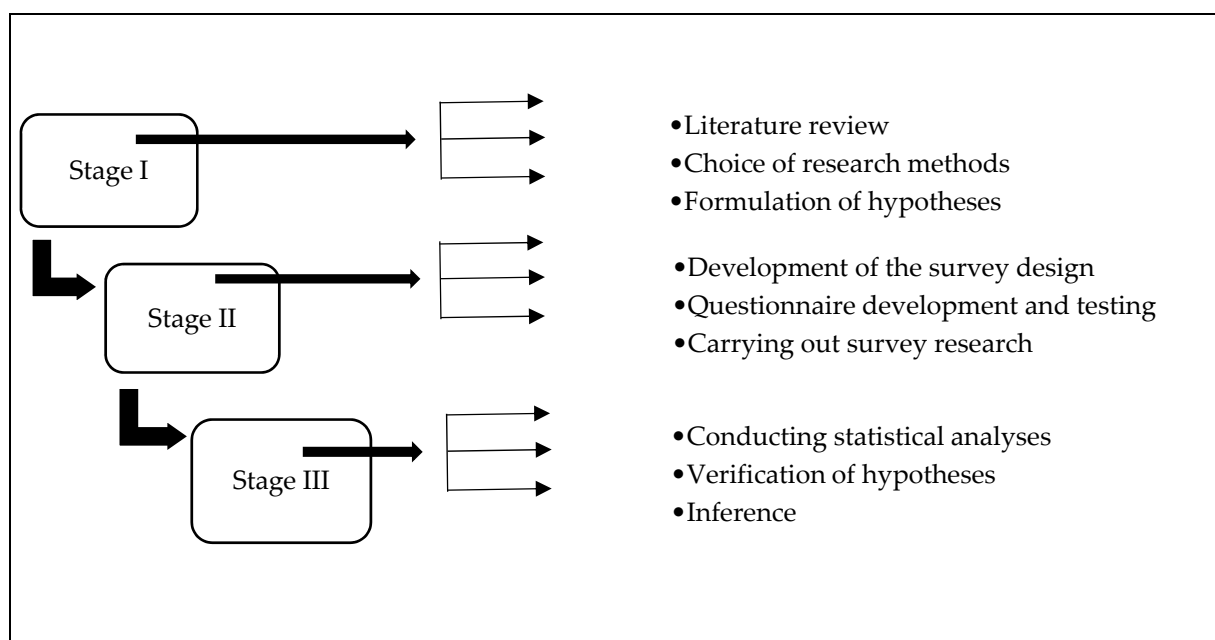 Stage I
•Literature review
•Choice of research methods
•Formulation of hypotheses
Stage II
•Development of the survey design
•Questionnaire development and testing
•Carrying out survey research
Stage III
•Conducting statistical analyses
•Verification of hypotheses
•Inference